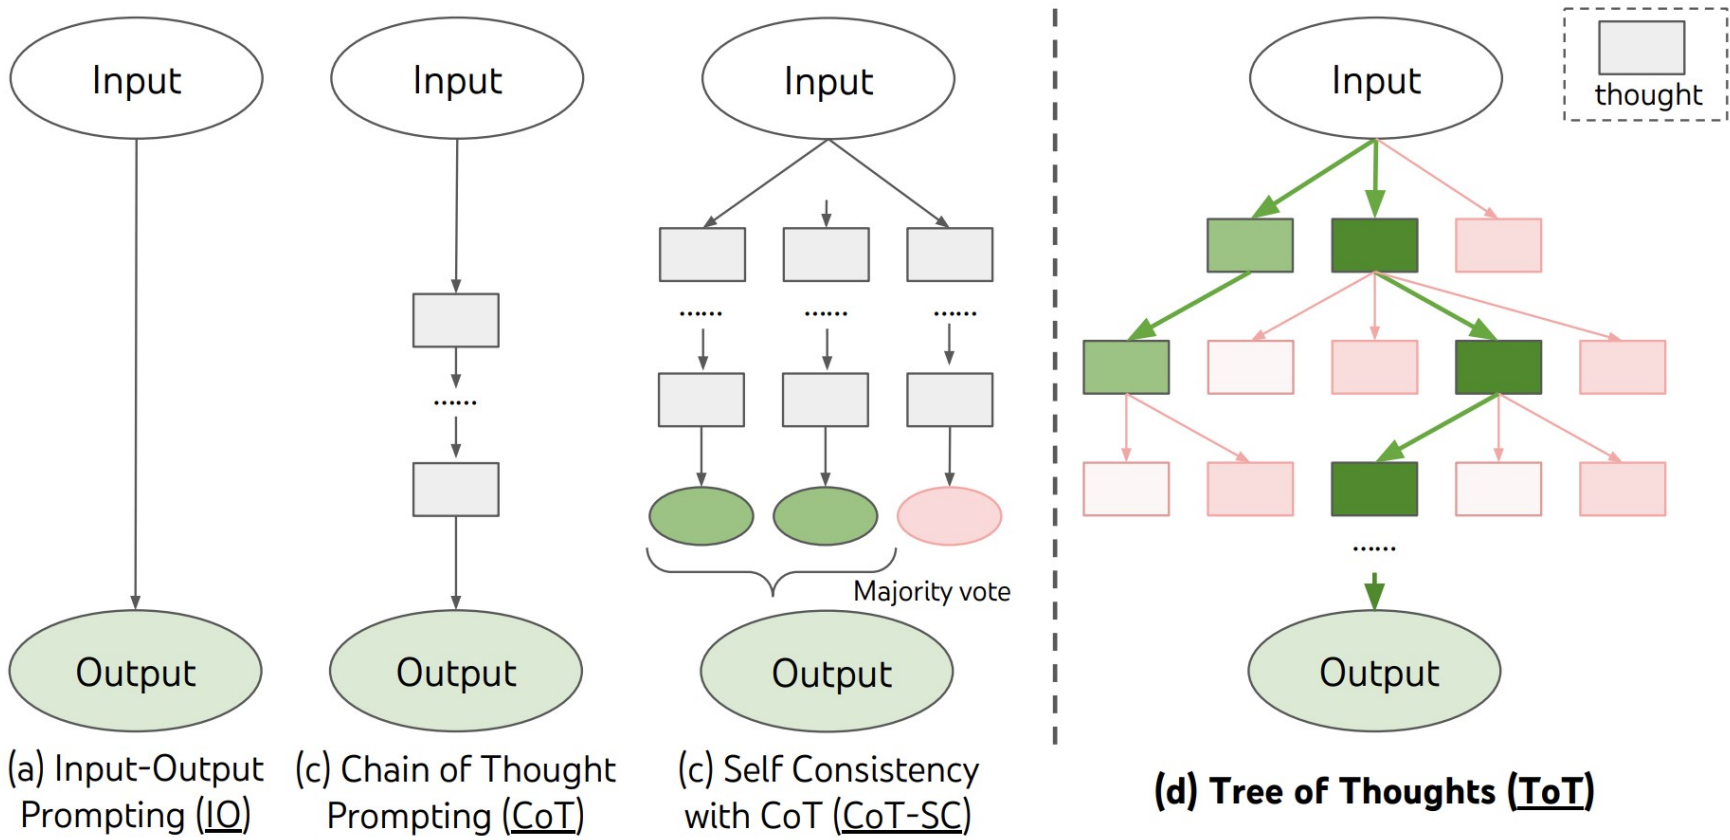 Input
Input
Input
Input
thought
......
......
......
......
......
Majority vote
Output
Output
Output
Output
(a) Input-Output
Prompting (IO)
(c) Chain of Thought
Prompting (CoT)
(c) Self Consistency
with CoT (CoT-SC)
(d) Tree of Thoughts (ToT)